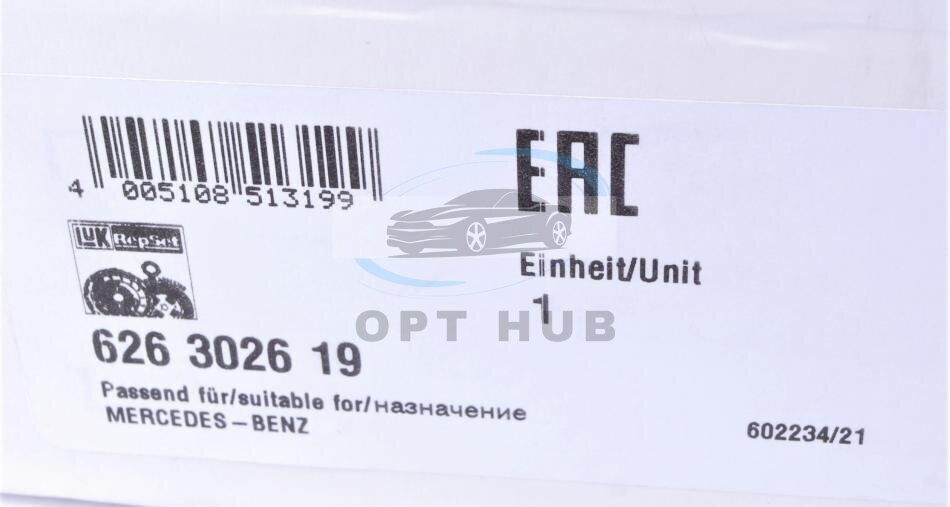 4 005108 513199
EAC
LuK RepSet
Einheit/Unit
1
OPT HUB
626 3026 19
Passend für/suitable for/назначение
MERCEDES-BENZ
602234/21